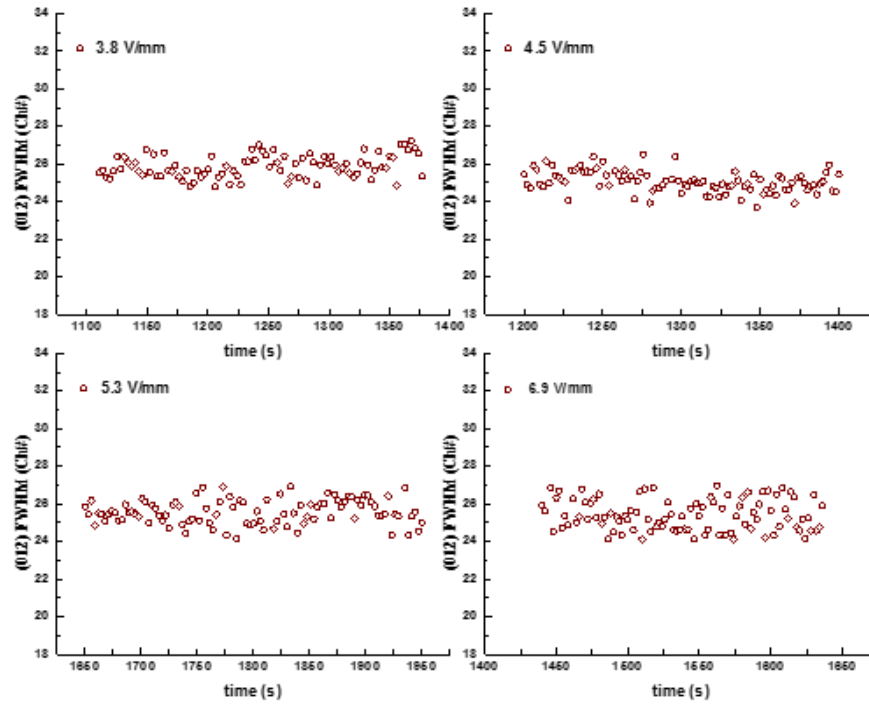 34
32
30
28
26
24
22
20
18
(012) FWHM (Ch#)
3.8 V/mm
1100 1150 1200 1250 1300 1350 1400
time (s)
34
32
30
28
26
24
22
20
18
(012) FWHM (Ch#)
4.5 V/mm
1200 1250 1300 1350 1400
time (s)
34
32
30
28
26
24
22
20
18
(012) FWHM (Ch#)
5.3 V/mm
1650 1700 1750 1800 1850 1900 1950
time (s)
34
32
30
28
26
24
22
20
18
(012) FWHM (Ch#)
6.9 V/mm
1400 1450 1500 1550 1600 1650
time (s)